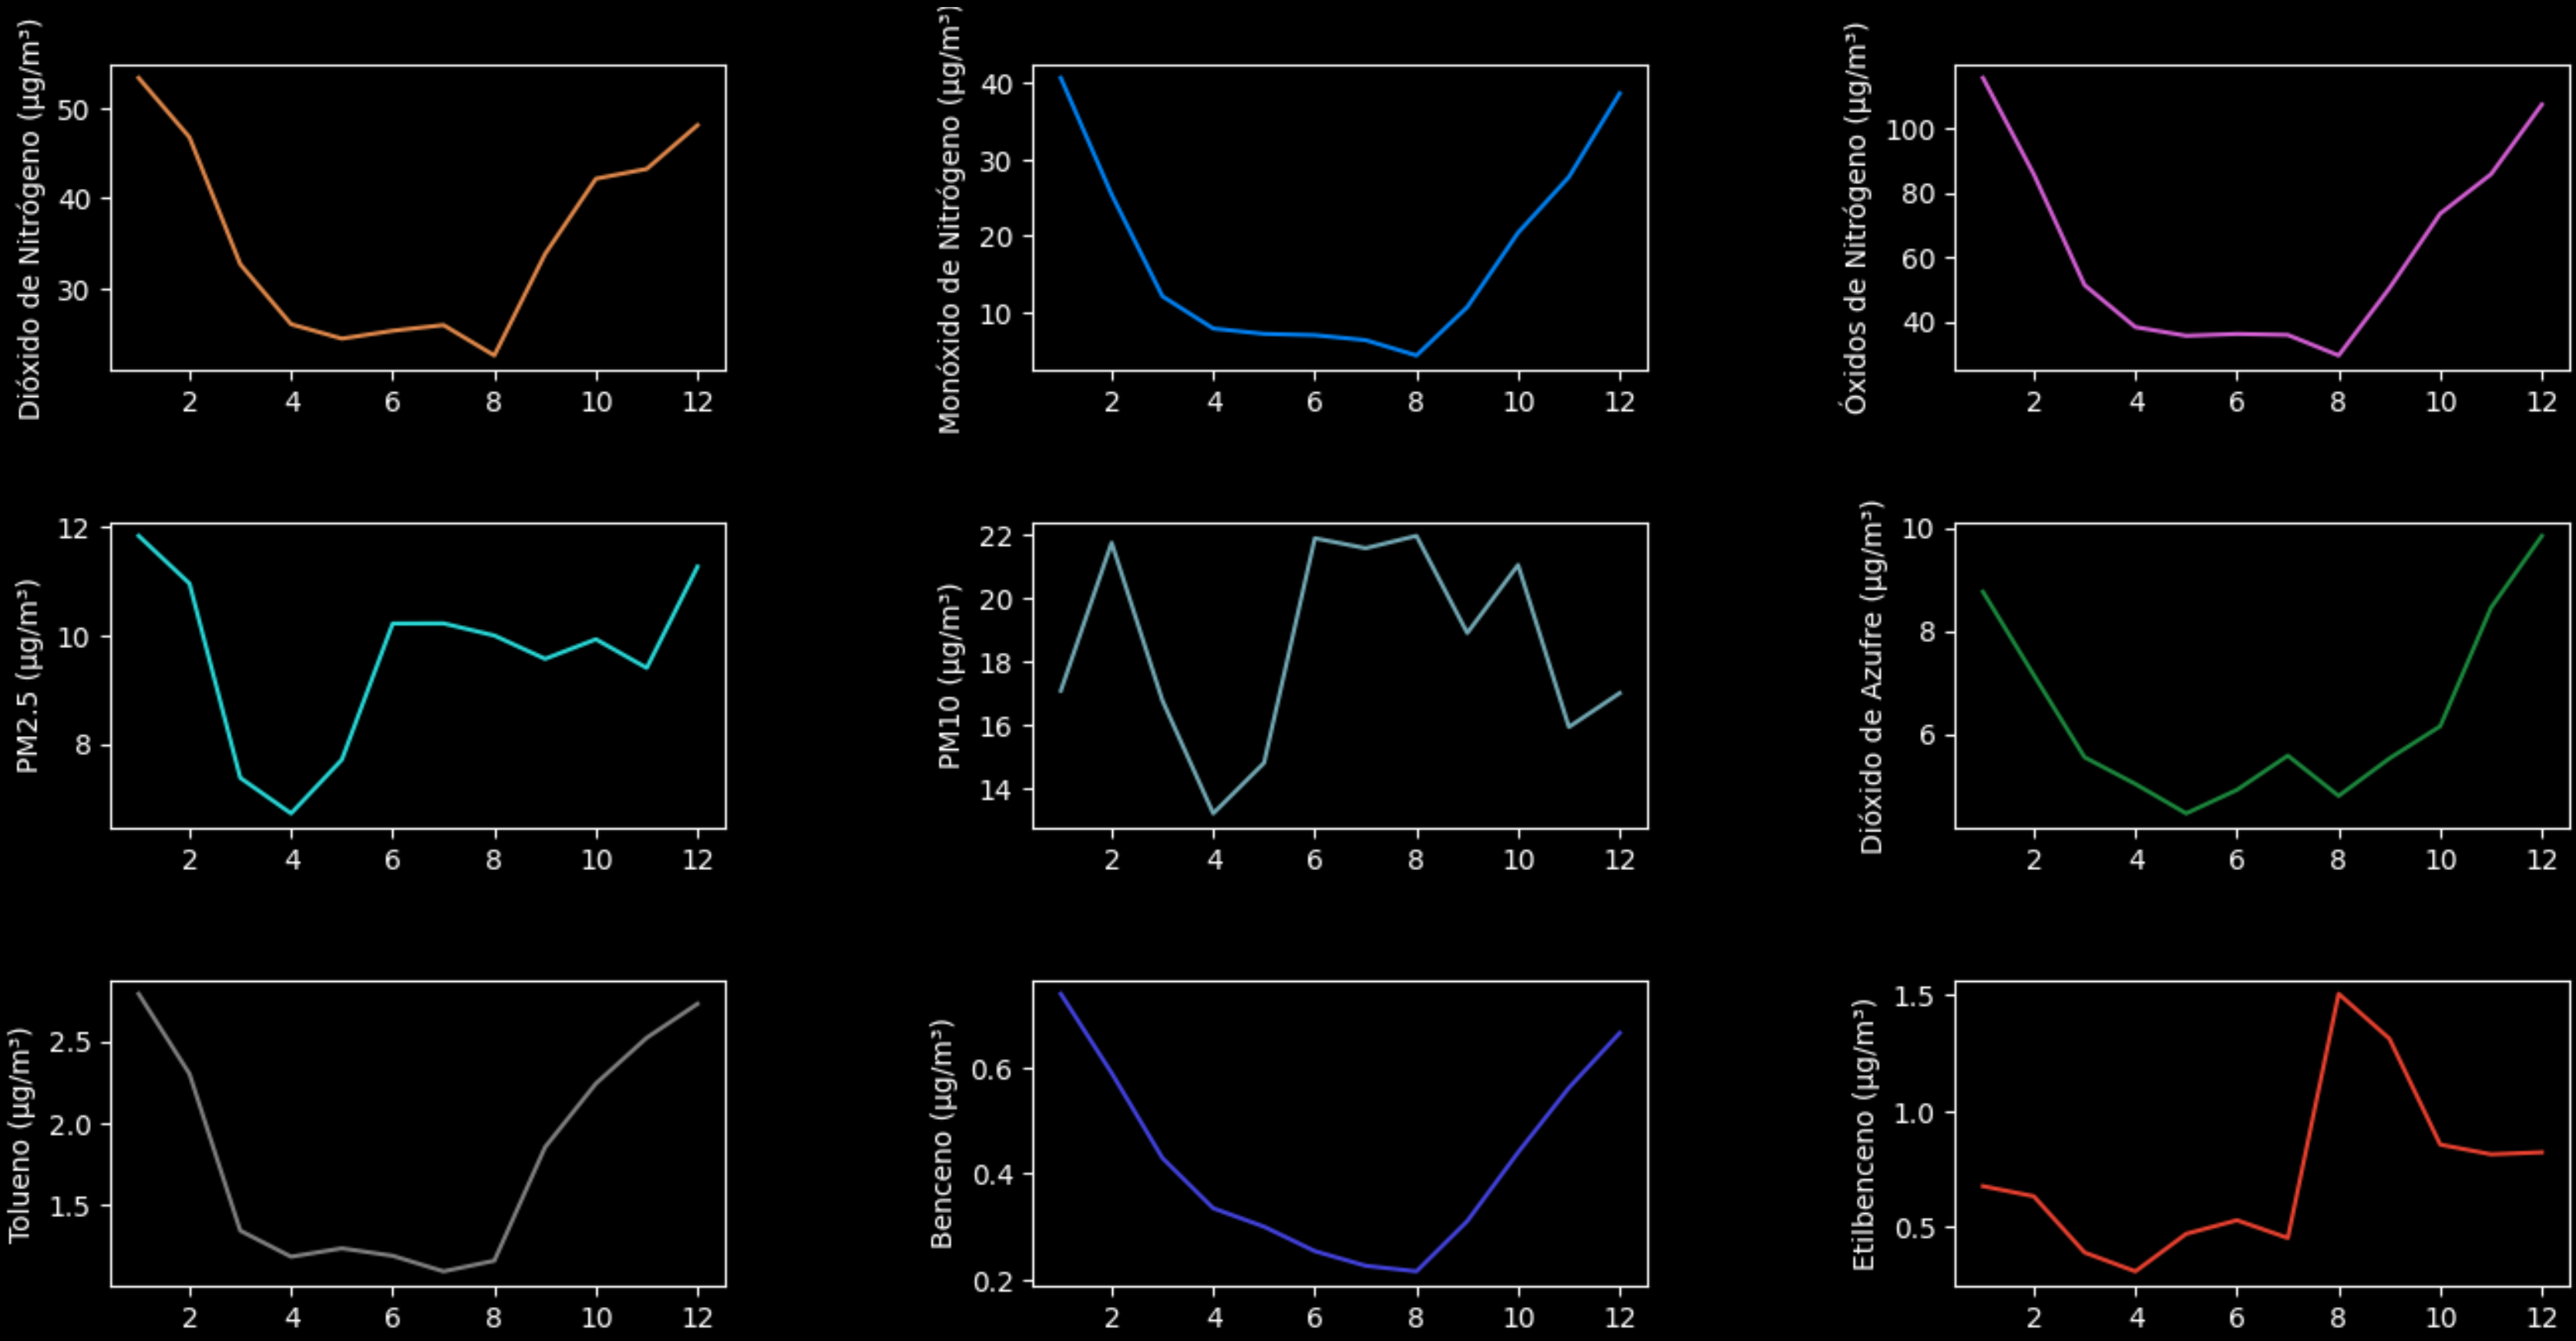 Dióxido de Nitrógeno (µg/m³)
50
40
30
2 4 6 8 10 12
Monóxido de Nitrógeno (µg/m³)
40
30
20
10
2 4 6 8 10 12
Óxidos de Nitrógeno (µg/m³)
100
80
60
40
2 4 6 8 10 12
PM2.5 (µg/m³)
12
10
8
2 4 6 8 10 12
PM10 (µg/m³)
22
20
18
16
14
2 4 6 8 10 12
Dióxido de Azufre (µg/m³)
10
8
6
2 4 6 8 10 12
Tolueno (µg/m³)
2.5
2.0
1.5
2 4 6 8 10 12
Benceno (µg/m³)
0.6
0.4
0.2
2 4 6 8 10 12
Etilbenceno (µg/m³)
1.5
1.0
0.5
2 4 6 8 10 12